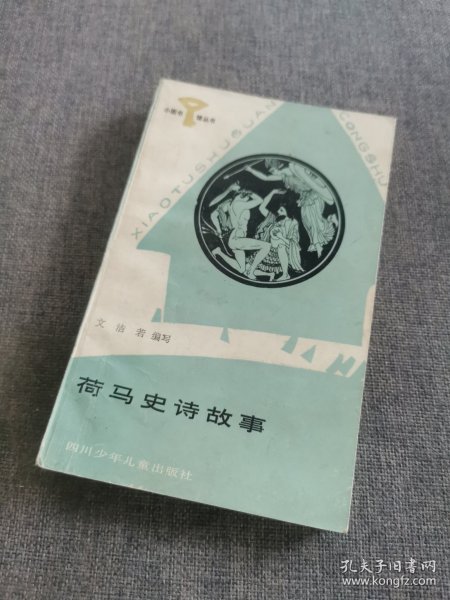 小图书馆丛书
XIAOTUSHUGUAN
CONGSHU
文洁若 编写
荷马史诗故事
四川少年儿童出版社
孔夫子旧书网
www.kongfz.com